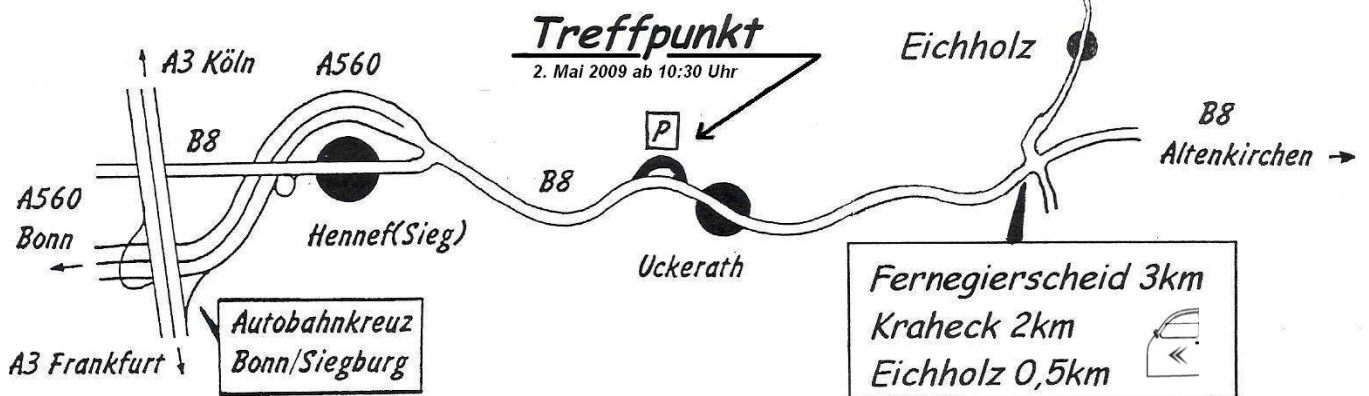 Treffpunkt
2. Mai 2009 ab 10:30 Uhr
A3 Köln
A560
Eichholz
P
B8
B8
B8
Altenkirchen
A560
Bonn
Hennef(Sieg)
Uckerath
Autobahnkreuz
Bonn/Siegburg
A3 Frankfurt
Fernegierscheid 3km
Kraheck 2km
Eichholz 0,5km